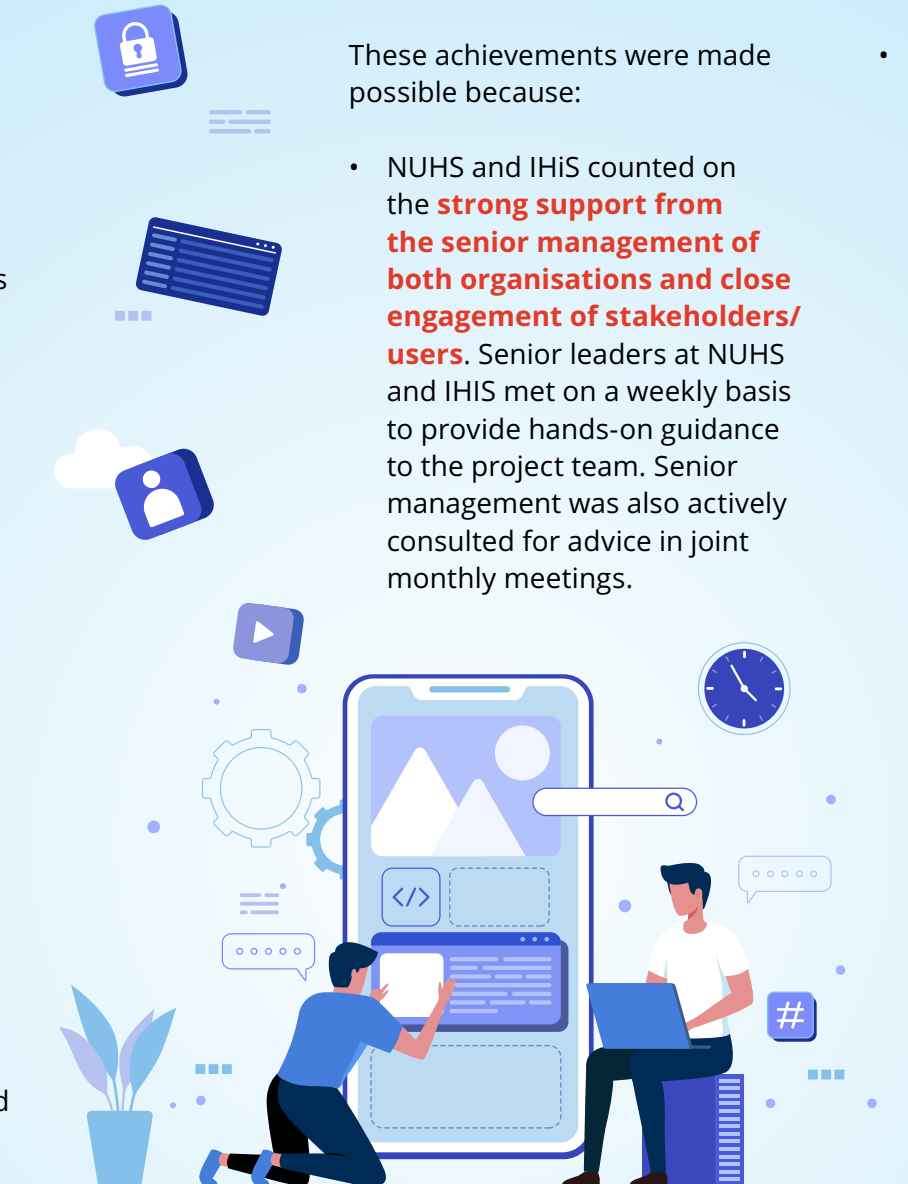 These achievements were made
possible because:
• NUHS and IHiS counted on
the strong support from
the senior management of
both organisations and close
engagement of stakeholders/
users. Senior leaders at NUHS
and IHIS met on a weekly basis
to provide hands-on guidance
to the project team. Senior
management was also actively
consulted for advice in joint
monthly meetings.
•
s
</>
#
d